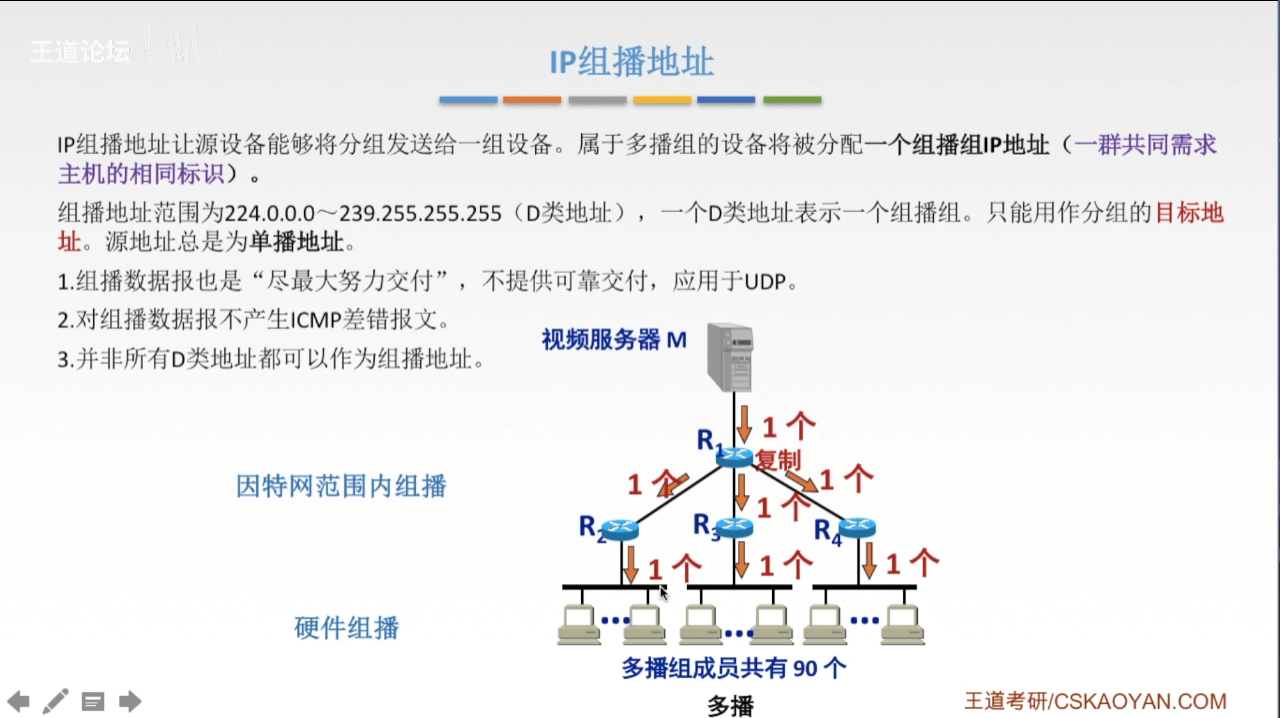 王道论坛
IP组播地址
IP组播地址让源设备能够将分组发送给一组设备。属于多播组的设备将被分配一个组播组IP地址（一群共同需求
主机的相同标识）。
组播地址范围为224.0.0.0～239.255.255.255（D类地址），一个D类地址表示一个组播组。只能用作分组的目标地
址。源地址总是为单播地址。
1.组播数据报也是“尽最大努力交付”，不提供可靠交付，应用于UDP。
2.对组播数据报不产生ICMP差错报文。
3.并非所有D类地址都可以作为组播地址。
视频服务器 M
1 个
R1
复制
1 个
1 个
1 个
因特网范围内组播
R2
R3
R4
1 个
1 个
1 个
硬件组播
多播组成员共有 90 个
多播
王道考研/CSKAOYAN.COM